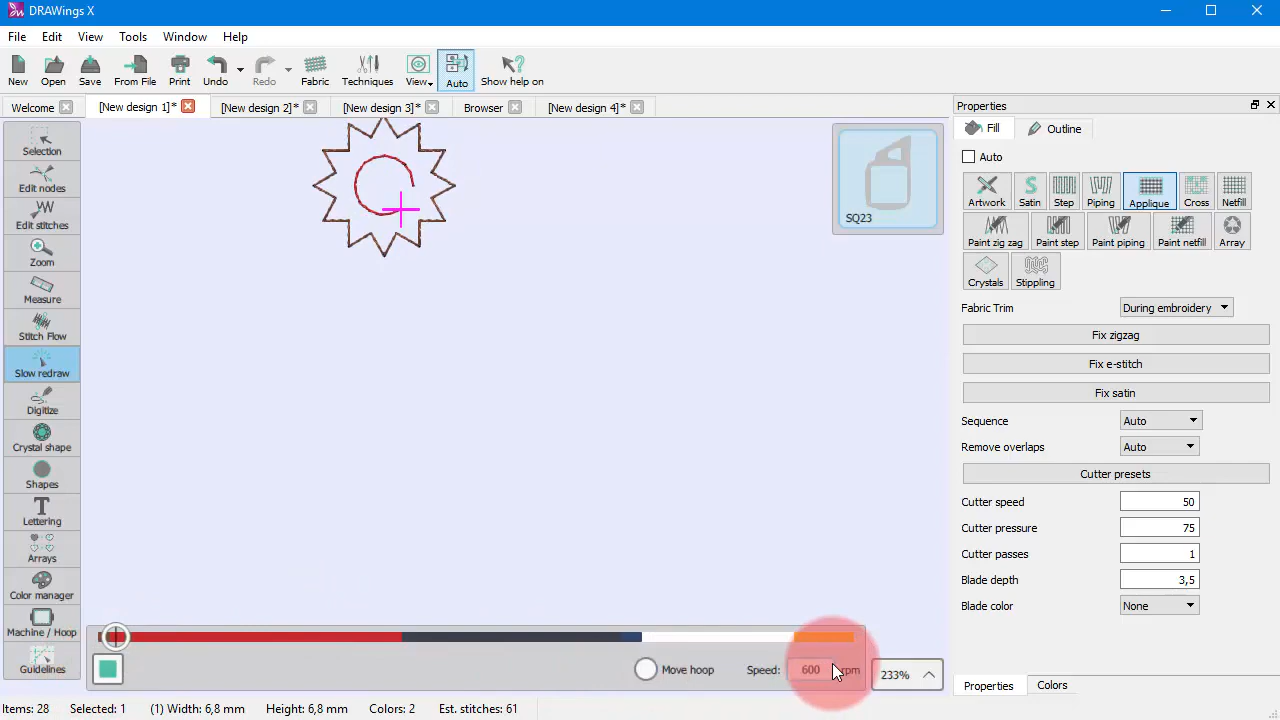 DRAWings X
File Edit View Tools Window Help
New Open Save From File Print Undo Redo Fabric Techniques View Auto Show help on
Welcome [New design 1]* [New design 2]* [New design 3]* Browser [New design 4]*
Properties
Fill Outline
Auto
Artwork Satin Step Piping Applique Cross Netfill
Paint zig zag Paint step Paint piping Paint netfill Array
Crystals Stippling
Fabric Trim During embroidery
Fix zigzag
Fix e-stitch
Fix satin
Sequence Auto
Remove overlaps Auto
Cutter presets
Cutter speed 50
Cutter pressure 75
Cutter passes 1
Blade depth 3,5
Blade color None
Properties Colors
Selection
Edit nodes
Edit stitches
Zoom
Measure
Stitch Flow
Slow redraw
Digitize
Crystal shape
Shapes
Lettering
Arrays
Color manager
Machine / Hoop
Guidelines
SQ23
Move hoop Speed: 600 rpm 233%
Items: 28 Selected: 1 (1) Width: 6,8 mm Height: 6,8 mm Colors: 2 Est. stitches: 61